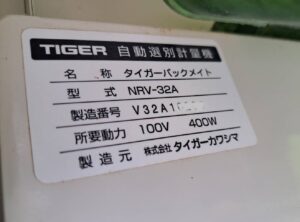 TIGER 自動選別計量機
名称 タイガーパックメイト
型式 NRV-32A
製造番号 V32A1
所要動力 100V 400W
製造元 株式会社タイガーカワシマ